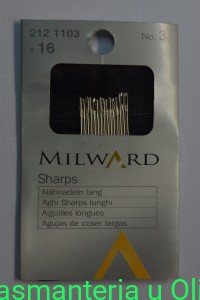 212 1103
x 16
No. 3
MILWARD
Sharps
Nähnadeln lang
Aghi Sharps lunghi
Aiguilles longues
Agujas de coser largas
asmanteria u Oli